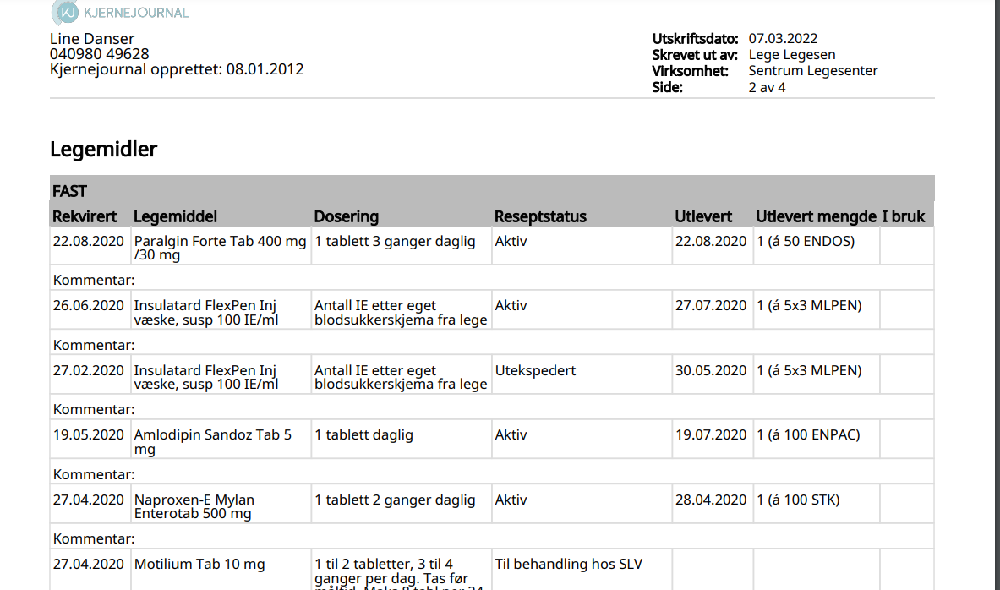 KJ KJERNEJOURNAL
Line Danser
040980 49628
Kjernejournal opprettet: 08.01.2012
Utskriftsdato: 07.03.2022
Skrevet ut av: Lege Legesen
Virksomhet: Sentrum Legesenter
Side: 2 av 4
Legemidler
FAST
Rekvirert Legemiddel Dosering Reseptstatus Utlevert Utlevert mengde I bruk
22.08.2020 Paralgin Forte Tab 400 mg 1 tablett 3 ganger daglig Aktiv 22.08.2020 1 (á 50 ENDOS)
/30 mg
Kommentar:
26.06.2020 Insulatard FlexPen Inj Antall IE etter eget Aktiv 27.07.2020 1 (á 5x3 MLPEN)
væske, susp 100 IE/ml blodsukkerskjema fra lege
Kommentar:
27.02.2020 Insulatard FlexPen Inj Antall IE etter eget Utekspedert 30.05.2020 1 (á 5x3 MLPEN)
væske, susp 100 IE/ml blodsukkerskjema fra lege
Kommentar:
19.05.2020 Amlodipin Sandoz Tab 5 1 tablett daglig Aktiv 19.07.2020 1 (á 100 ENPAC)
mg
Kommentar:
27.04.2020 Naproxen-E Mylan 1 tablett 2 ganger daglig Aktiv 28.04.2020 1 (á 100 STK)
Enterotab 500 mg
Kommentar:
27.04.2020 Motilium Tab 10 mg 1 til 2 tabletter, 3 til 4 Til behandling hos SLV
ganger per dag. Tas før